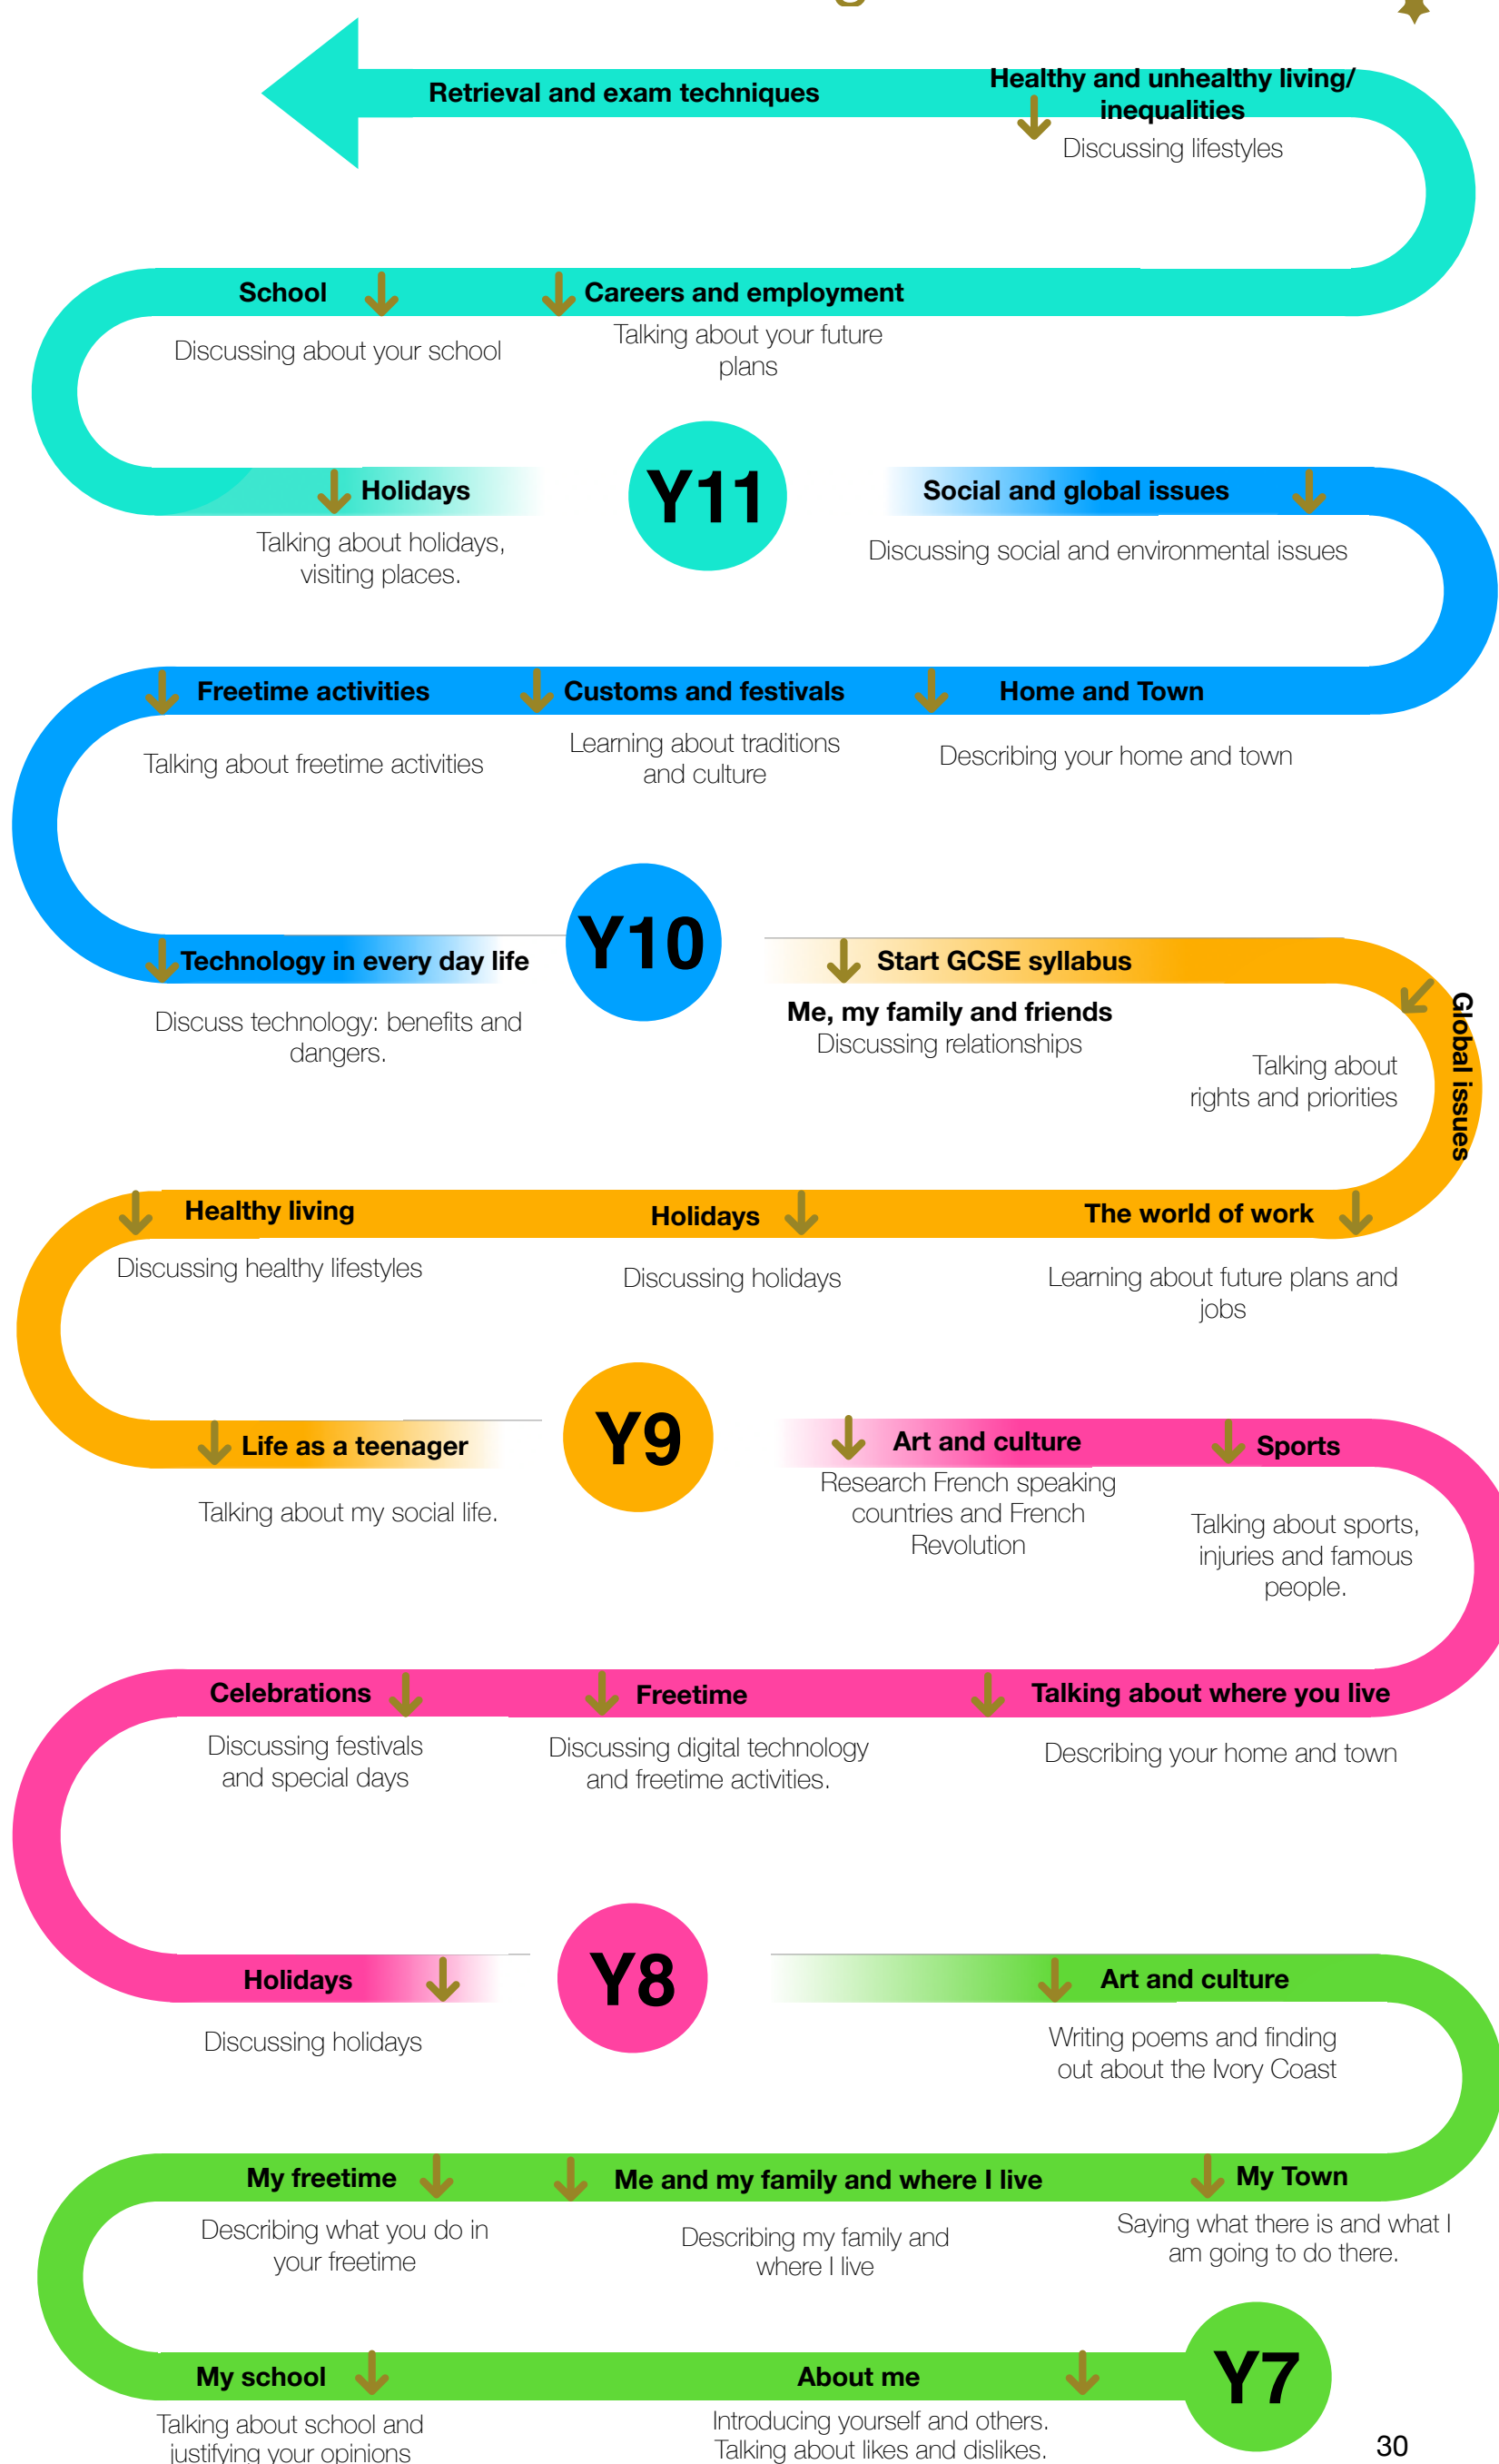 Retrieval and exam techniques
Healthy and unhealthy living/
inequalities
Discussing lifestyles
School
Careers and employment
Discussing about your school
Talking about your future
plans
Holidays
Y11
Social and global issues
Talking about holidays,
visiting places.
Discussing social and environmental issues
Freetime activities
Customs and festivals
Home and Town
Talking about freetime activities
Learning about traditions
and culture
Describing your home and town
Technology in every day life
Y10
Start GCSE syllabus
Discuss technology: benefits and
dangers.
Me, my family and friends
Discussing relationships
Global issues
Talking about
rights and priorities
Healthy living
Holidays
The world of work
Discussing healthy lifestyles
Discussing holidays
Learning about future plans and
jobs
Life as a teenager
Y9
Art and culture
Sports
Talking about my social life.
Research French speaking
countries and French
Revolution
Talking about sports,
injuries and famous
people.
Celebrations
Freetime
Talking about where you live
Discussing festivals
and special days
Discussing digital technology
and freetime activities.
Describing your home and town
Holidays
Y8
Art and culture
Discussing holidays
Writing poems and finding
out about the Ivory Coast
My freetime
Me and my family and where I live
My Town
Describing what you do in
your freetime
Describing my family and
where I live
Saying what there is and what I
am going to do there.
My school
About me
Y7
Talking about school and
justifying your opinions
Introducing yourself and others.
Talking about likes and dislikes.
30